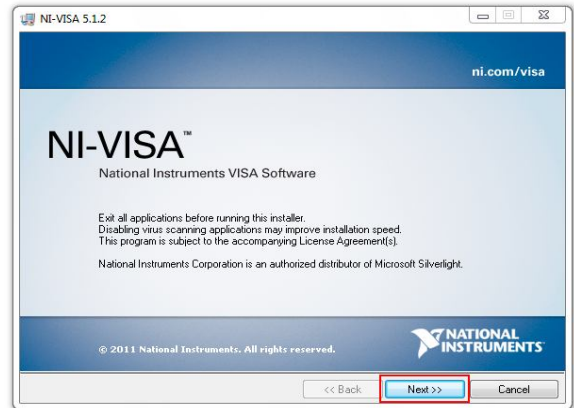 NI-VISA 5.1.2
ni.com/visa
NI-VISA™
National Instruments VISA Software
Exit all applications before running this installer.
Disabling virus scanning applications may improve installation speed.
This program is subject to the accompanying License Agreement(s).
National Instruments Corporation is an authorized distributor of Microsoft Silverlight.
© 2011 National Instruments. All rights reserved.
NATIONAL
INSTRUMENTS
<< Back
Next >>
Cancel